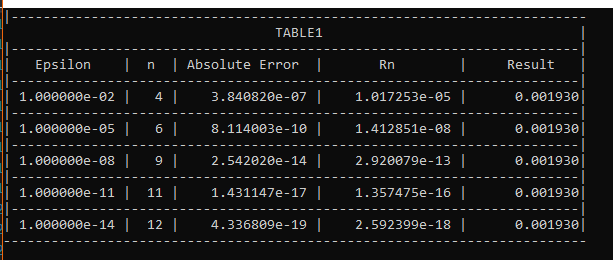 TABLE1
Epsilon | n | Absolute Error | Rn | Result
1.000000e-02 | 4 | 3.840820e-07 | 1.017253e-05 | 0.001930|
1.000000e-05 | 6 | 8.114003e-10 | 1.412851e-08 | 0.001930|
1.000000e-08 | 9 | 2.542020e-14 | 2.920079e-13 | 0.001930|
1.000000e-11 | 11 | 1.431147e-17 | 1.357475e-16 | 0.001930|
1.000000e-14 | 12 | 4.336809e-19 | 2.592399e-18 | 0.001930|